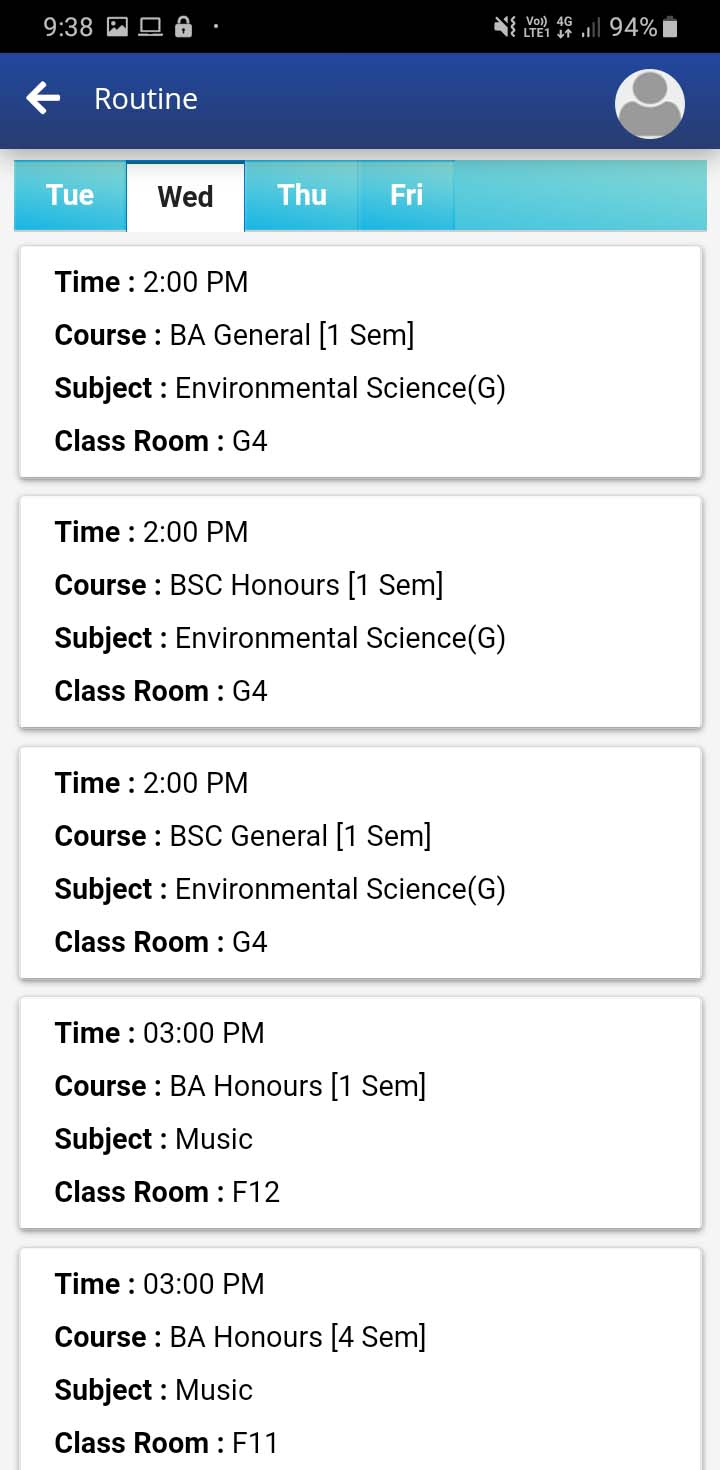 9:38 Vo)) LTE1 4G 94%
Routine
Tue Wed Thu Fri
Time : 2:00 PM
Course : BA General [1 Sem]
Subject : Environmental Science(G)
Class Room : G4
Time : 2:00 PM
Course : BSC Honours [1 Sem]
Subject : Environmental Science(G)
Class Room : G4
Time : 2:00 PM
Course : BSC General [1 Sem]
Subject : Environmental Science(G)
Class Room : G4
Time : 03:00 PM
Course : BA Honours [1 Sem]
Subject : Music
Class Room : F12
Time : 03:00 PM
Course : BA Honours [4 Sem]
Subject : Music
Class Room : F11